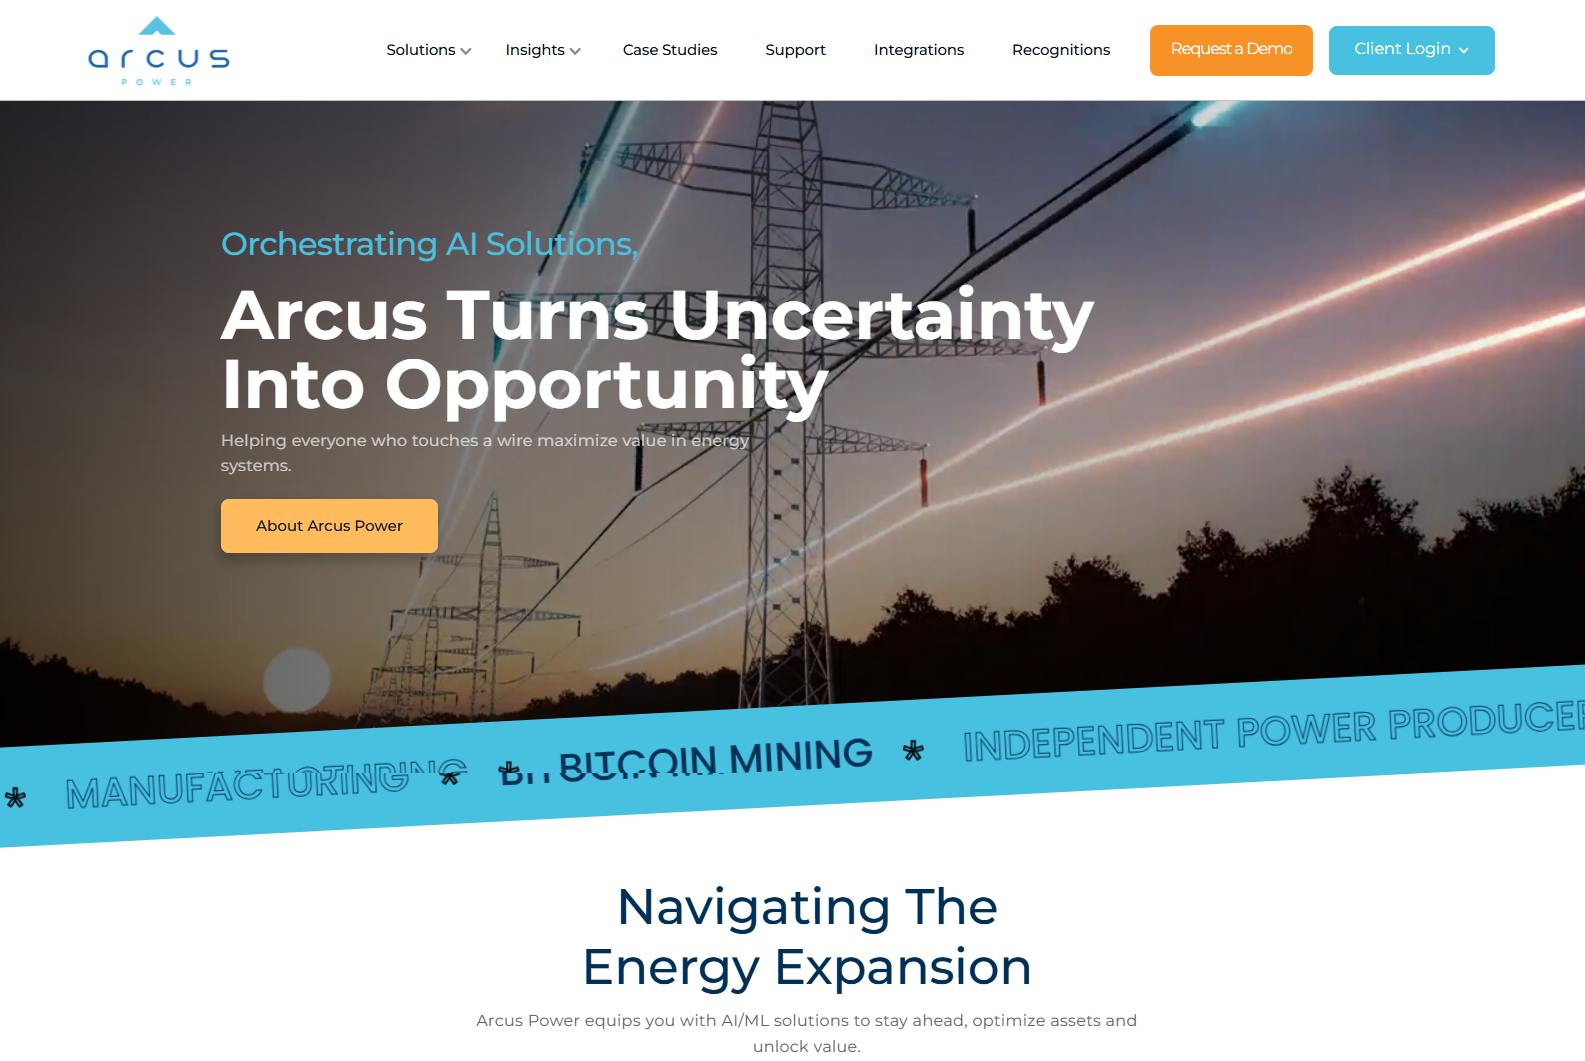 arcus
POWER
Solutions Insights Case Studies Support Integrations Recognitions Request a Demo Client Login
Orchestrating AI Solutions,
Arcus Turns Uncertainty
Into Opportunity
Helping everyone who touches a wire maximize value in energy
systems.
About Arcus Power
* MANUFACTURING * * BITCOIN MINING * INDEPENDENT POWER PRODUCER
Navigating The
Energy Expansion
Arcus Power equips you with AI/ML solutions to stay ahead, optimize assets and
unlock value.